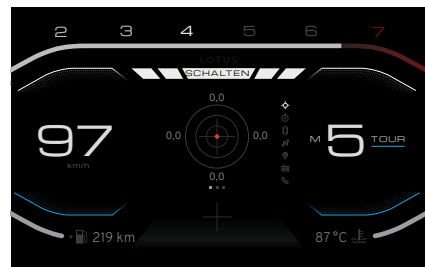 2 3 4 5 6 7
LOTUS
SCHALTEN
0,0
97
km/h
0,0 0,0
M 5 TOUR
0,0
219 km
87 °C